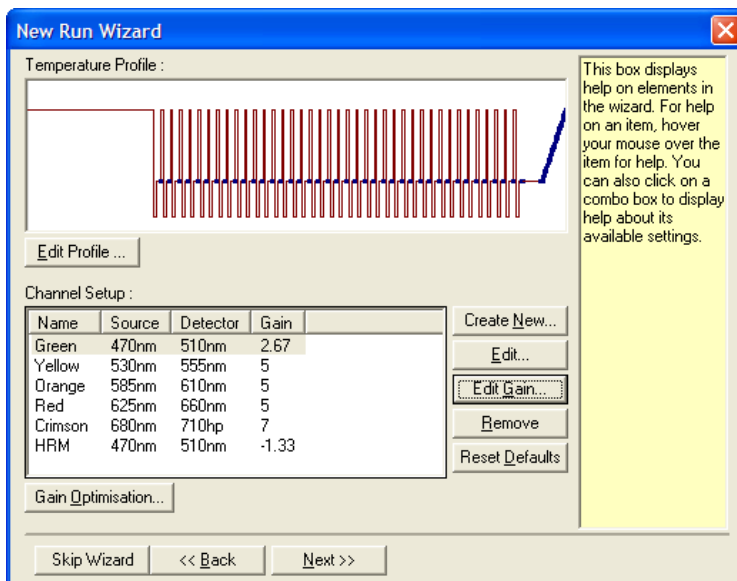 New Run Wizard
Temperature Profile :
This box displays
help on elements in
the wizard. For help
on an item, hover
your mouse over the
item for help. You
can also click on a
combo box to display
help about its
available settings.
Edit Profile ...
Channel Setup :
Name Source Detector Gain
Green 470nm 510nm 2.67
Yellow 530nm 555nm 5
Orange 585nm 610nm 5
Red 625nm 660nm 5
Crimson 680nm 710hp 7
HRM 470nm 510nm -1.33
Create New...
Edit...
Edit Gain...
Remove
Reset Defaults
Gain Optimisation...
Skip Wizard << Back Next >>